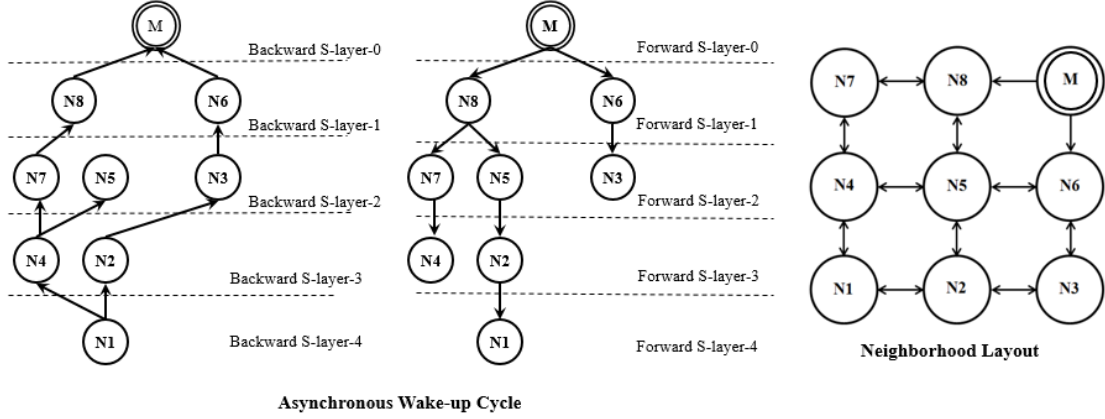 M
Backward S-layer-0
N8
N6
Backward S-layer-1
N7
N5
N3
Backward S-layer-2
N4
N2
Backward S-layer-3
N1
Backward S-layer-4
M
Forward S-layer-0
N8
N6
Forward S-layer-1
N7
N5
N3
Forward S-layer-2
N4
N2
Forward S-layer-3
N1
Forward S-layer-4
Asynchronous Wake-up Cycle
N7 N8 M
N4 N5 N6
N1 N2 N3
Neighborhood Layout